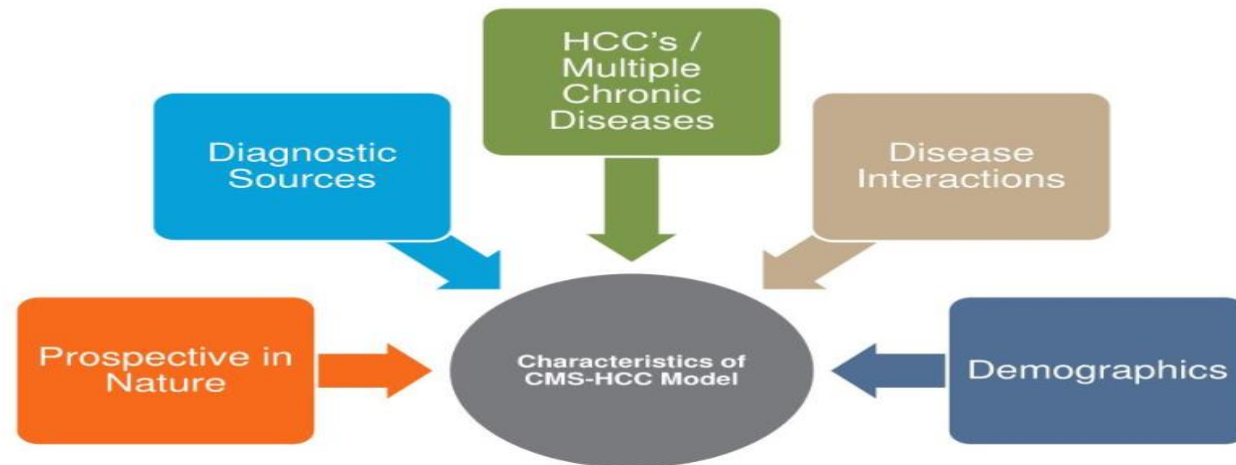 HCC's /
Multiple
Chronic
Diseases
Diagnostic
Sources
Disease
Interactions
Prospective in
Nature
Characteristics of
CMS-HCC Model
Demographics